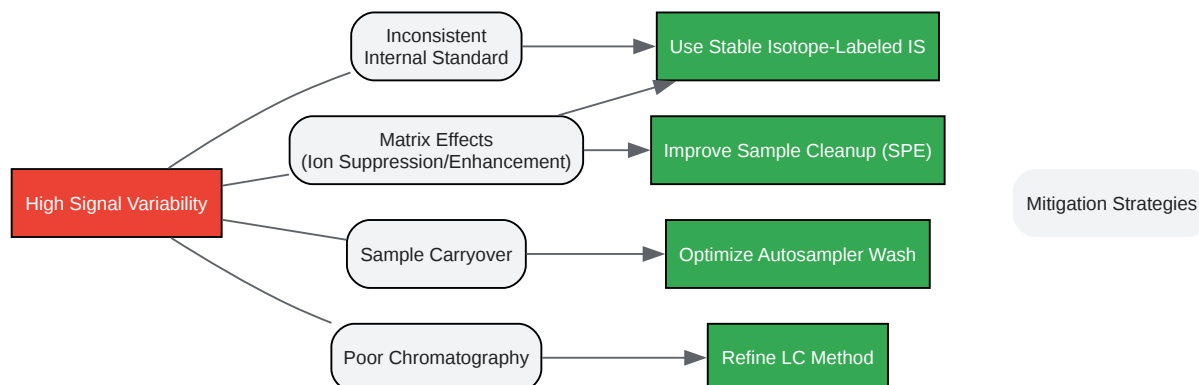 Inconsistent
Internal Standard
Use Stable Isotope-Labeled IS
Matrix Effects
(Ion Suppression/Enhancement)
Improve Sample Cleanup (SPE)
High Signal Variability
Mitigation Strategies
Sample Carryover
Optimize Autosampler Wash
Poor Chromatography
Refine LC Method